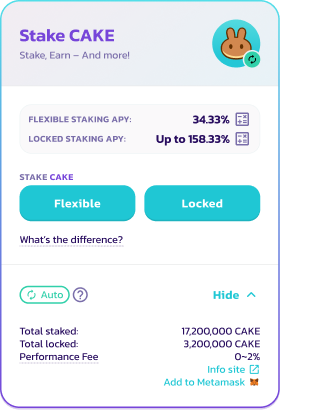 Stake CAKE
Stake, Earn – And more!
FLEXIBLE STAKING APY: 34.33%
LOCKED STAKING APY: Up to 158.33%
STAKE CAKE
Flexible Locked
What's the difference?
Auto ? Hide
Total staked: 17,200,000 CAKE
Total locked: 3,200,000 CAKE
Performance Fee 0~2%
Info site
Add to Metamask